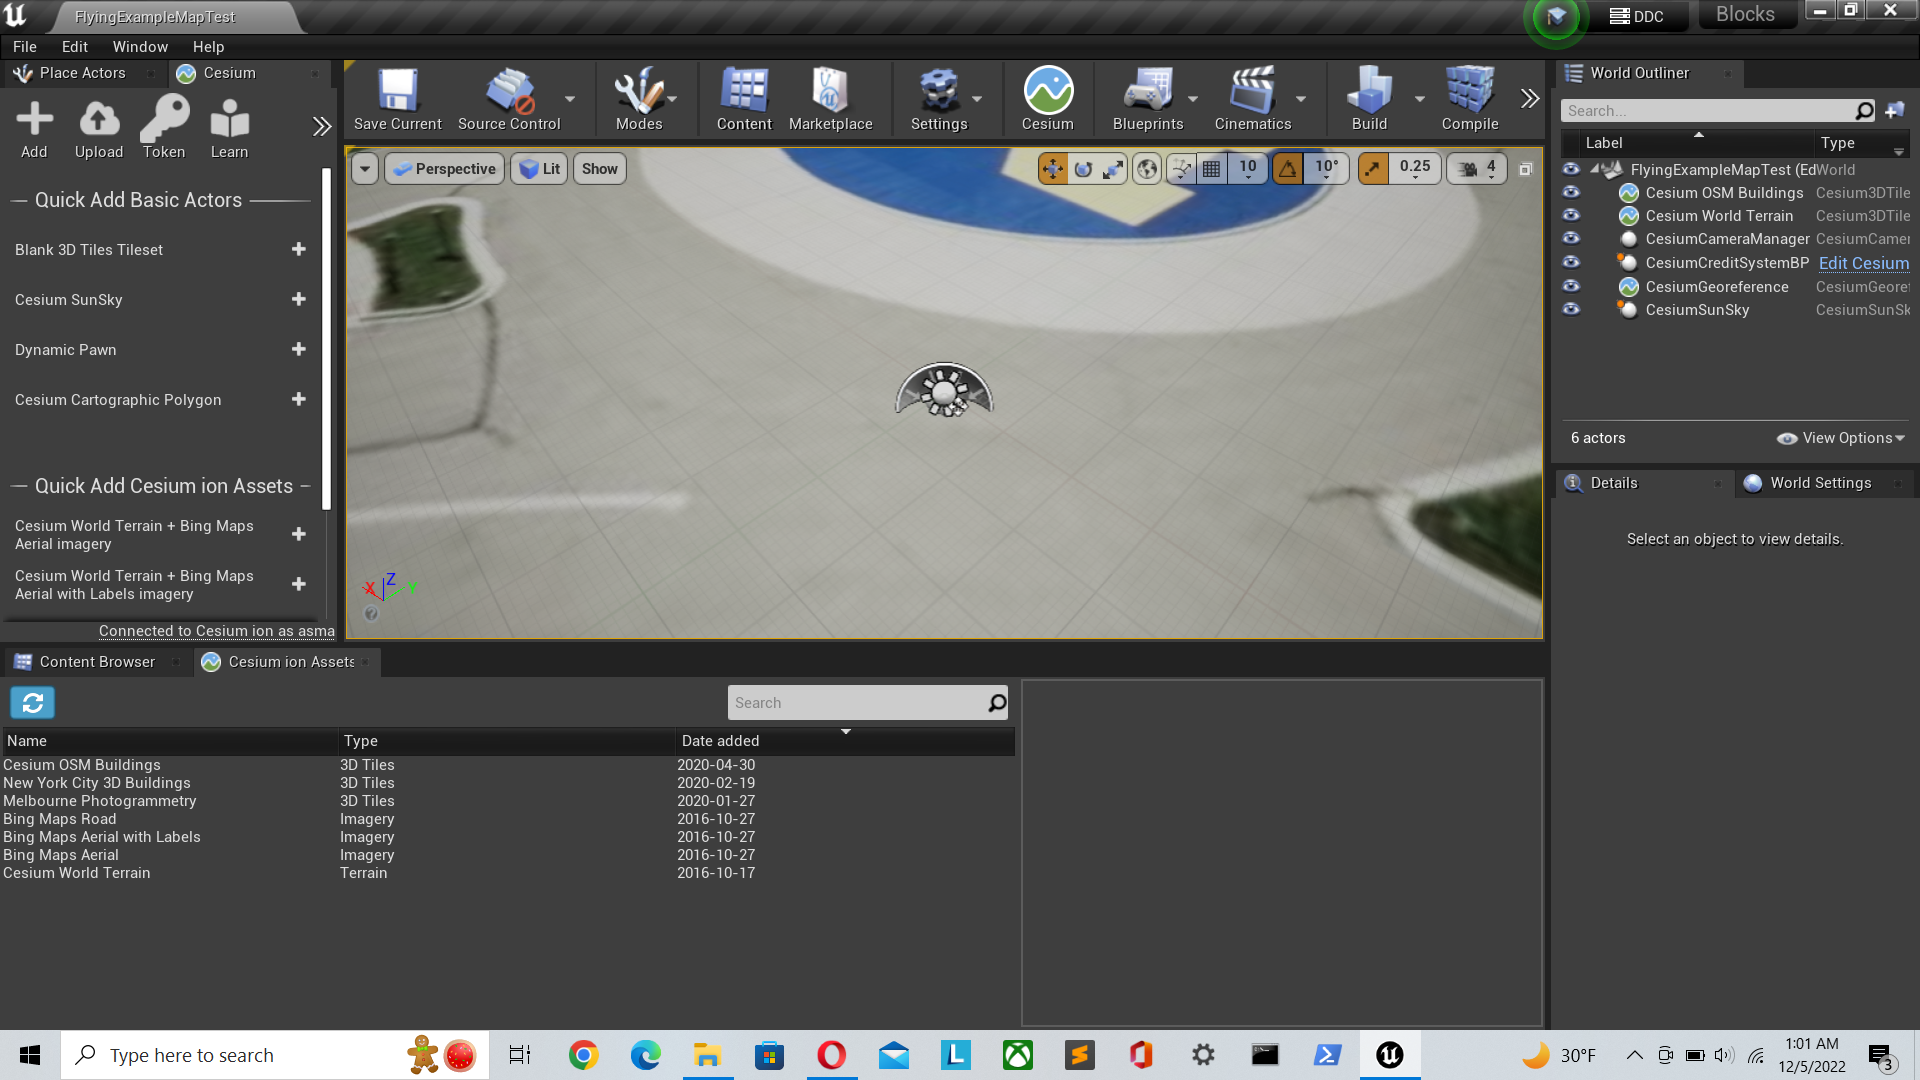 FlyingExampleMapTest
DDC
Blocks
File Edit Window Help
Place Actors
Cesium
Add
Upload
Token
Learn
Quick Add Basic Actors
Blank 3D Tiles Tileset
Cesium SunSky
Dynamic Pawn
Cesium Cartographic Polygon
Quick Add Cesium ion Assets
Cesium World Terrain + Bing Maps
Aerial imagery
Cesium World Terrain + Bing Maps
Aerial with Labels imagery
Connected to Cesium ion as asma
Save Current
Source Control
Modes
Content
Marketplace
Settings
Cesium
Blueprints
Cinematics
Build
Compile
Perspective
Lit
Show
10
10°
0.25
4
X
Z
Y
World Outliner
Search...
Label Type
FlyingExampleMapTest (Ed World
Cesium OSM Buildings Cesium3DTile
Cesium World Terrain Cesium3DTile
CesiumCameraManager CesiumCamer
CesiumCreditSystemBP Edit Cesium
CesiumGeoreference CesiumGeoref
CesiumSunSky CesiumSunSk
6 actors
View Options
Details
World Settings
Select an object to view details.
Content Browser
Cesium ion Assets
Search
Name Type Date added
Cesium OSM Buildings 3D Tiles 2020-04-30
New York City 3D Buildings 3D Tiles 2020-02-19
Melbourne Photogrammetry 3D Tiles 2020-01-27
Bing Maps Road Imagery 2016-10-27
Bing Maps Aerial with Labels Imagery 2016-10-27
Bing Maps Aerial Imagery 2016-10-27
Cesium World Terrain Terrain 2016-10-17
Type here to search
L
30°F
1:01 AM
12/5/2022
3